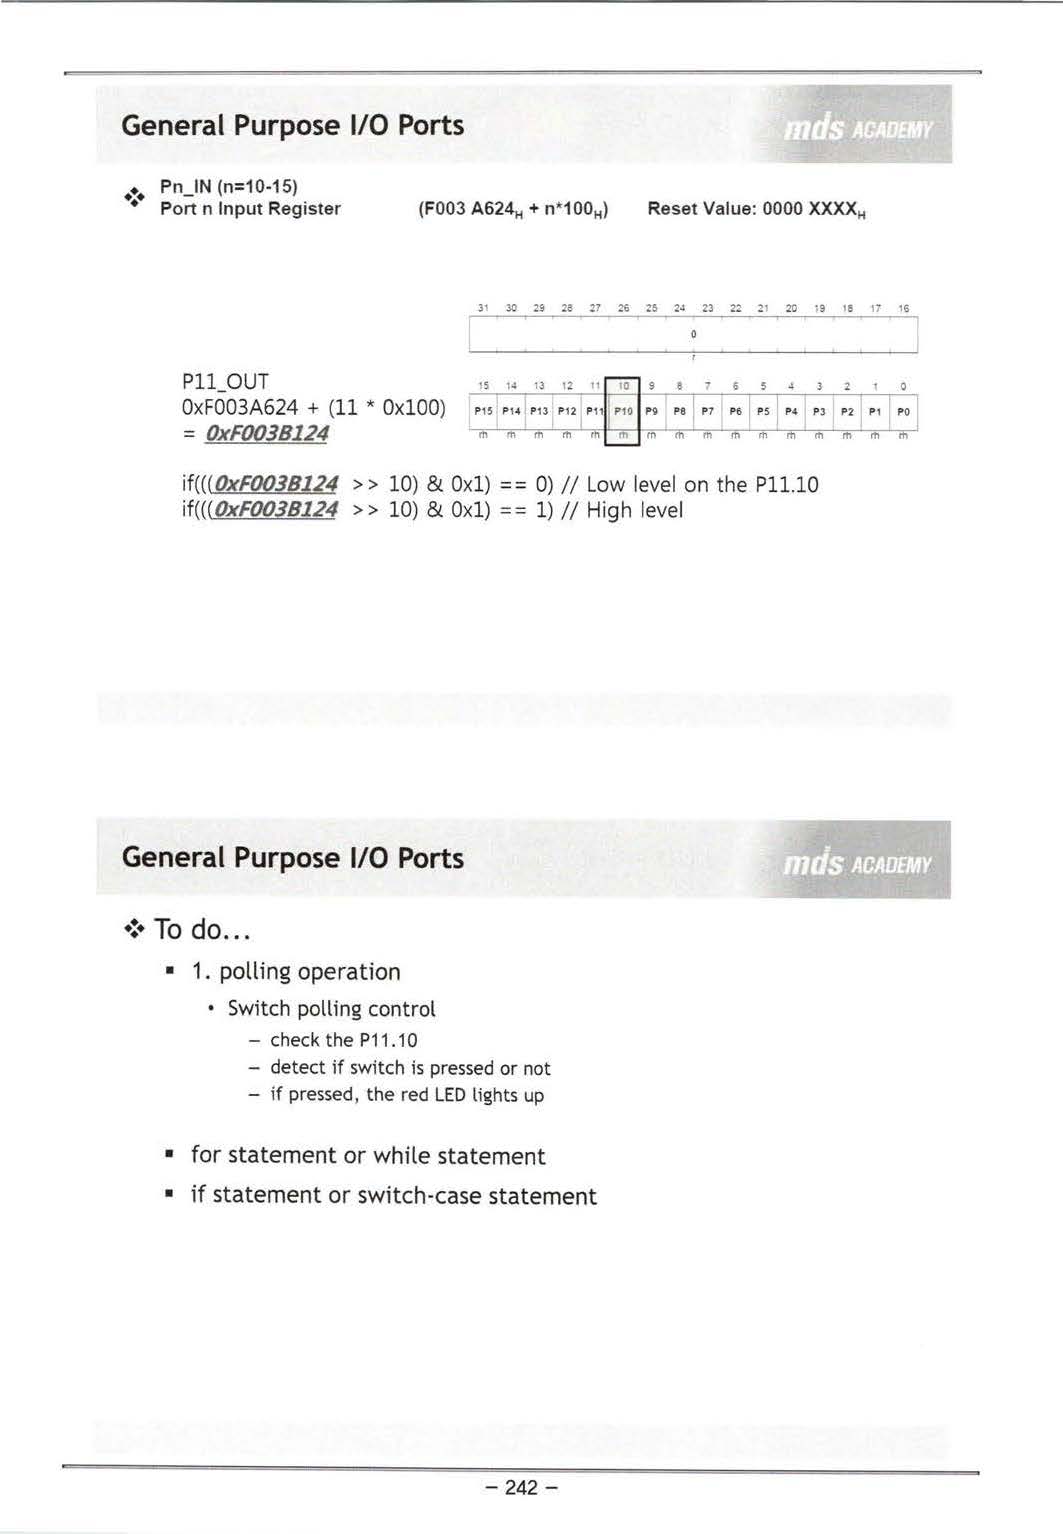 General Purpose I/O Ports
mds ACADEMY
❖ Pn_IN (n=10-15)
Port n Input Register (F003 A624H + n*100H) Reset Value: 0000 XXXXH
31 30 29 28 27 26 25 24 23 22 21 20 19 18 17 16
0
r
P11_OUT
0xF003A624 + (11 * 0x100)
= 0xF003B124
15 14 13 12 11 10 9 8 7 6 5 4 3 2 1 0
P15 P14 P13 P12 P11 P10 P9 P8 P7 P6 P5 P4 P3 P2 P1 P0
rh rh rh rh rh rh rh rh rh rh rh rh rh rh rh rh
if(((0xF003B124 >> 10) & 0x1) == 0) // Low level on the P11.10
if(((0xF003B124 >> 10) & 0x1) == 1) // High level
General Purpose I/O Ports
mds ACADEMY
❖ To do...
▪ 1. polling operation
• Switch polling control
– check the P11.10
– detect if switch is pressed or not
– if pressed, the red LED lights up
▪ for statement or while statement
▪ if statement or switch-case statement
– 242 –